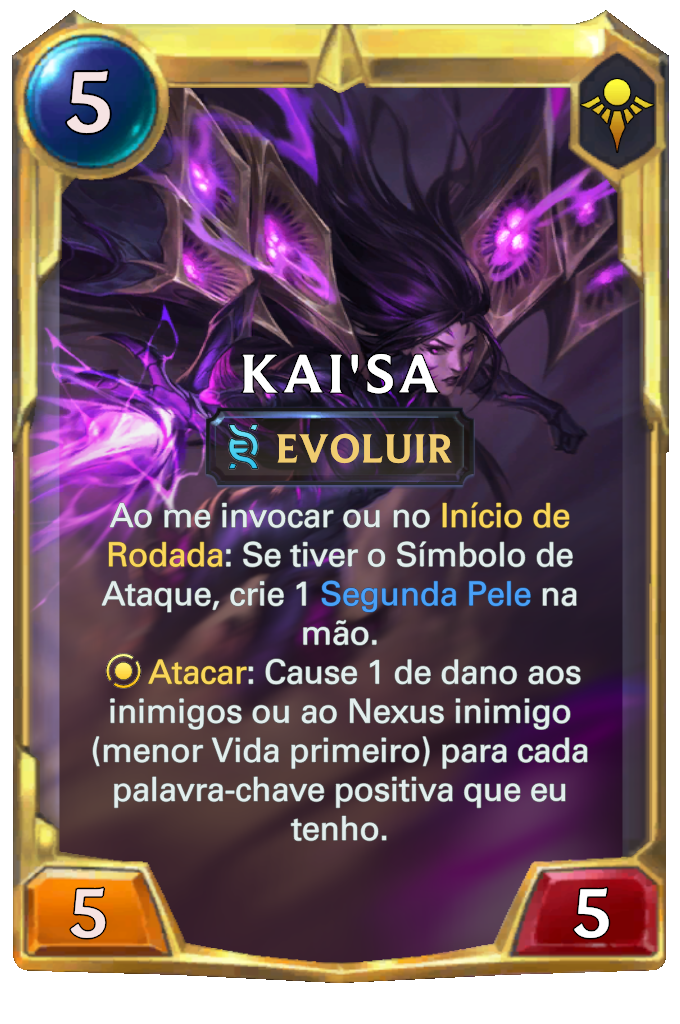 5
KAI'SA
EVOLUIR
Ao me invocar ou no Início de
Rodada: Se tiver o Símbolo de
Ataque, crie 1 Segunda Pele na
mão.
Atacar: Cause 1 de dano aos
inimigos ou ao Nexus inimigo
(menor Vida primeiro) para cada
palavra-chave positiva que eu
tenho.
5
5